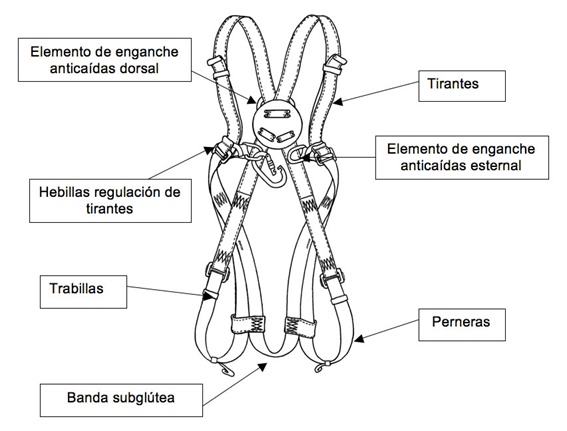 Elemento de enganche
anticaídas dorsal
Tirantes
Elemento de enganche
anticaídas esternal
Hebillas regulación de
tirantes
Trabillas
Perneras
Banda subglútea